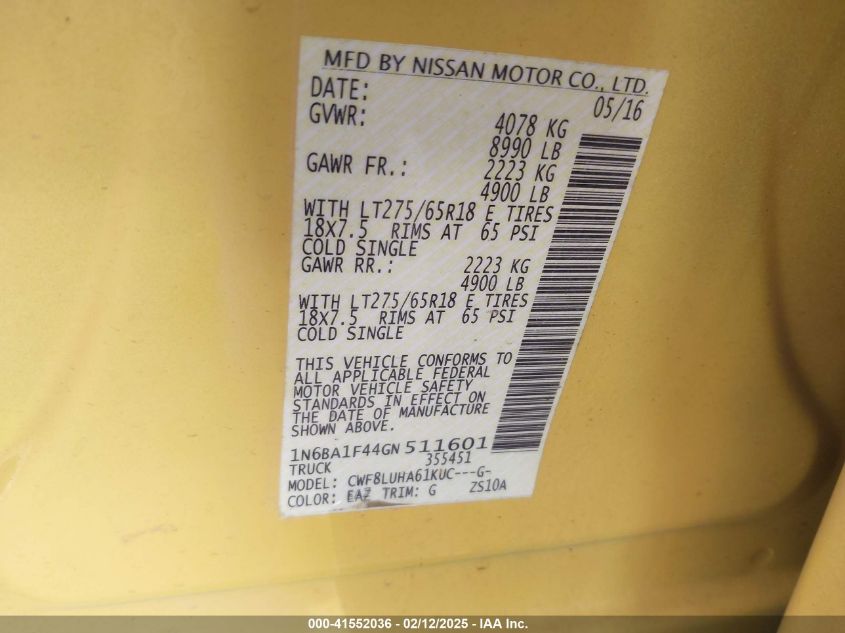 MFD BY NISSAN MOTOR CO., LTD.
DATE: 05/16
GVWR: 4078 KG
8990 LB
GAWR FR.: 2223 KG
4900 LB
WITH LT275/65R18 E TIRES
18X7.5 RIMS AT 65 PSI
COLD SINGLE
GAWR RR.: 2223 KG
4900 LB
WITH LT275/65R18 E TIRES
18X7.5 RIMS AT 65 PSI
COLD SINGLE
THIS VEHICLE CONFORMS TO
ALL APPLICABLE FEDERAL
MOTOR VEHICLE SAFETY
STANDARDS IN EFFECT ON
THE DATE OF MANUFACTURE
SHOWN ABOVE.
1N6BA1F44GN511601
TRUCK 355451
MODEL: CWF8LUHA61KUC---G-
COLOR: EAZ TRIM: G ZS10A
000-41552036 - 02/12/2025 - IAA Inc.